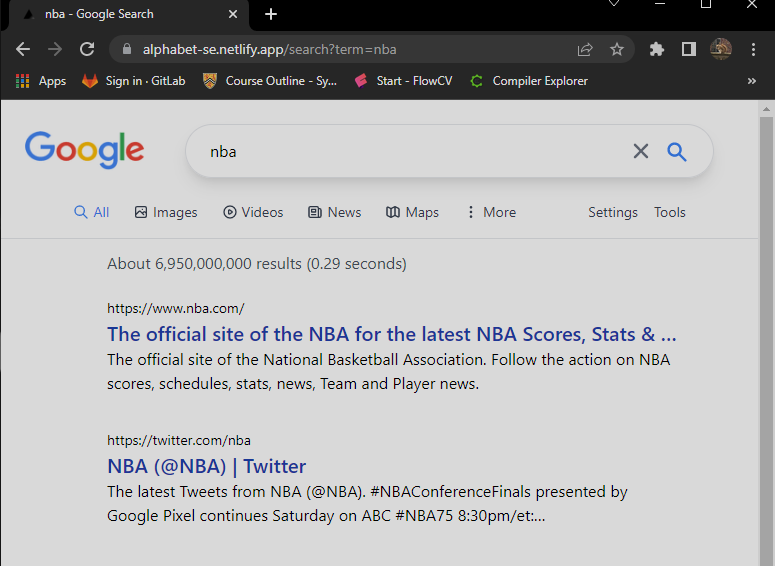 nba - Google Search
alphabet-se.netlify.app/search?term=nba
Apps Sign in · GitLab Course Outline - Sy... Start - FlowCV Compiler Explorer »
Google nba
All Images Videos News Maps More Settings Tools
About 6,950,000,000 results (0.29 seconds)
https://www.nba.com/
The official site of the NBA for the latest NBA Scores, Stats & ...
The official site of the National Basketball Association. Follow the action on NBA
scores, schedules, stats, news, Team and Player news.
https://twitter.com/nba
NBA (@NBA) | Twitter
The latest Tweets from NBA (@NBA). #NBAConferenceFinals presented by
Google Pixel continues Saturday on ABC #NBA75 8:30pm/et:...